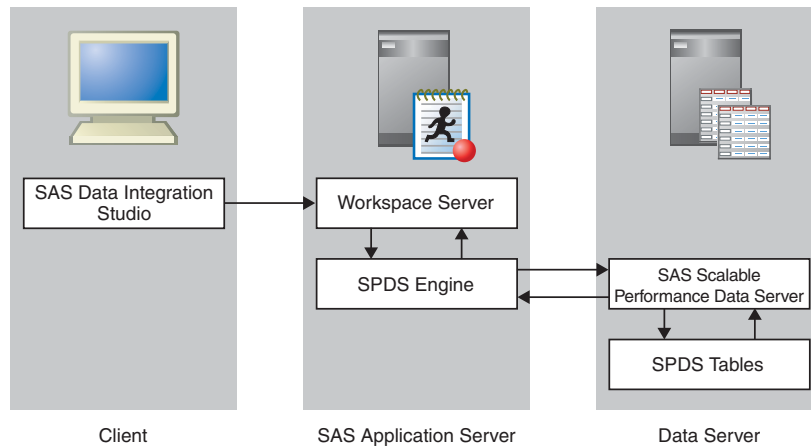 SAS Data Integration
Studio
Workspace Server
SPDS Engine
SAS Scalable
Performance Data Server
SPDS Tables
Client
SAS Application Server
Data Server